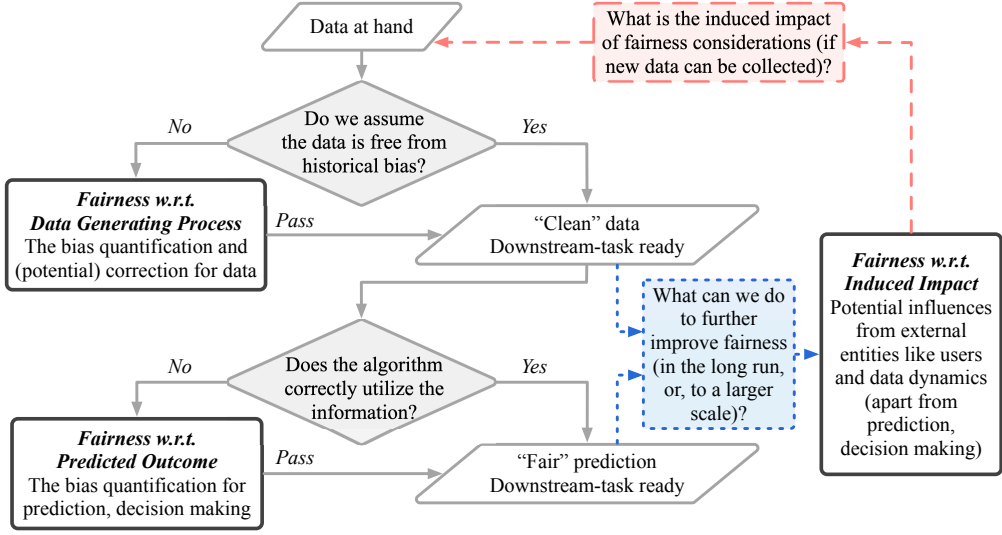 Data at hand
What is the induced impact
of fairness considerations (if
new data can be collected)?
Do we assume
the data is free from
historical bias?
No
Yes
Fairness w.r.t.
Data Generating Process
The bias quantification and
(potential) correction for data
Pass
“Clean” data
Downstream-task ready
What can we do
to further
improve fairness
(in the long run,
or, to a larger
scale)?
Fairness w.r.t.
Induced Impact
Potential influences
from external
entities like users
and data dynamics
(apart from
prediction,
decision making)
Does the algorithm
correctly utilize the
information?
No
Yes
Fairness w.r.t.
Predicted Outcome
The bias quantification for
prediction, decision making
Pass
“Fair” prediction
Downstream-task ready